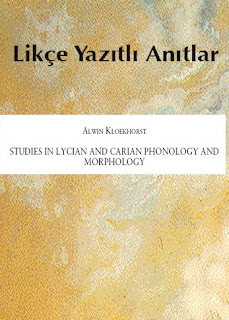 Likçe Yazıtlı Anıtlar
ALWIN KLOEKHORST
STUDIES IN LYCIAN AND CARIAN PHONOLOGY AND
MORPHOLOGY